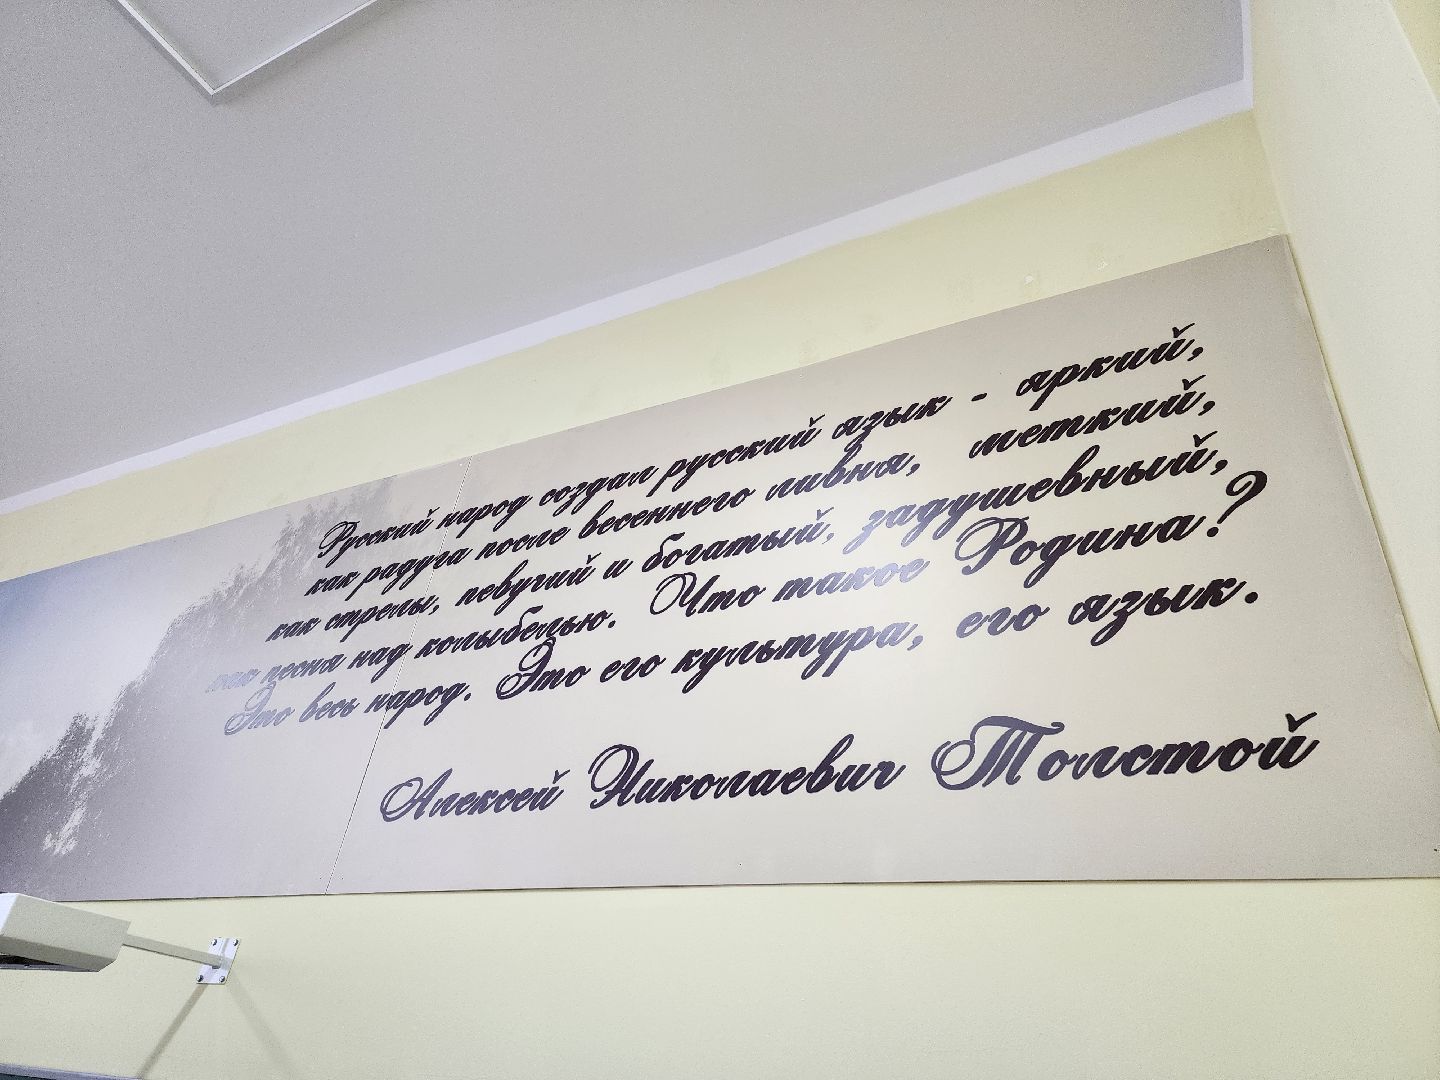 Русский народ создал русский язык - яркий,
как радуга после весеннего ливня, меткий,
как стрелы, певучий и богатый, задушевный,
как песня над колыбелью. Что такое Родина?
Это весь народ. Это его культура, его язык.
Алексей Николаевич Толстой